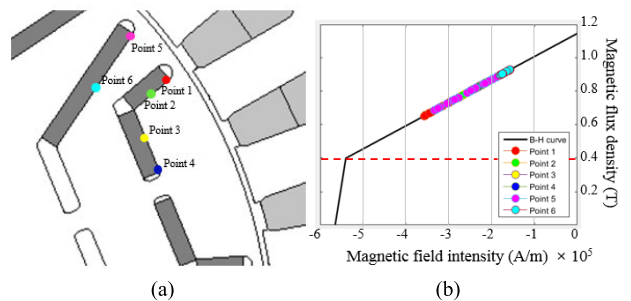 Point 5
Point 6
Point 1
Point 2
Point 3
Point 4
(a)
1.2
1.0
0.8
0.6
0.4
0.2
Magnetic flux density (T)
B-H curve
Point 1
Point 2
Point 3
Point 4
Point 5
Point 6
-6 -5 -4 -3 -2 -1 0
Magnetic field intensity (A/m) × 10⁵
(b)